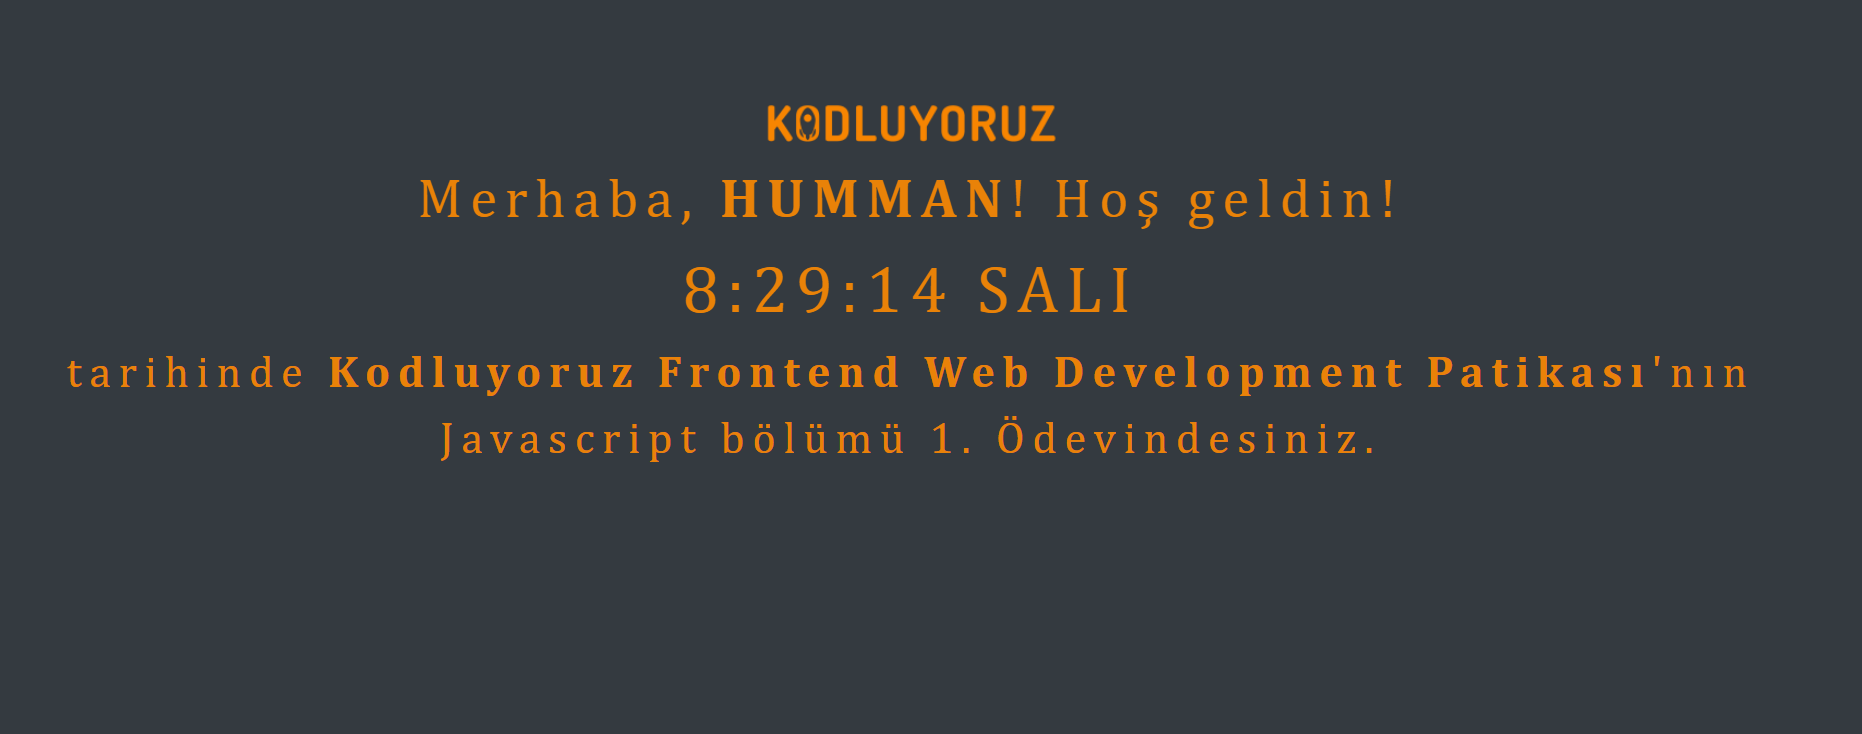 KODLUYORUZ
Merhaba, HUMMAN! Hoş geldin!
8:29:14 SALI
tarihinde Kodluyoruz Frontend Web Development Patikası'nın
Javascript bölümü 1. Ödevindesiniz.